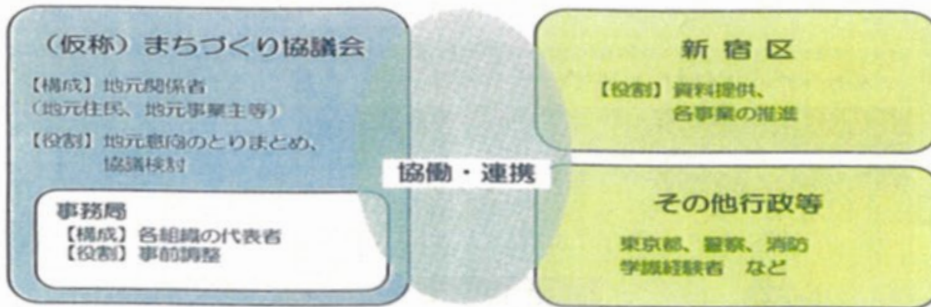 （仮称）まちづくり協議会
【構成】地元関係者
（地元住民、地元事業主等）
【役割】地元意向のとりまとめ、
協議検討
事務局
【構成】各組織の代表者
【役割】事前調整
協働・連携
新宿区
【役割】資料提供、
各事業の推進
その他行政等
東京都、警察、消防
学識経験者　など